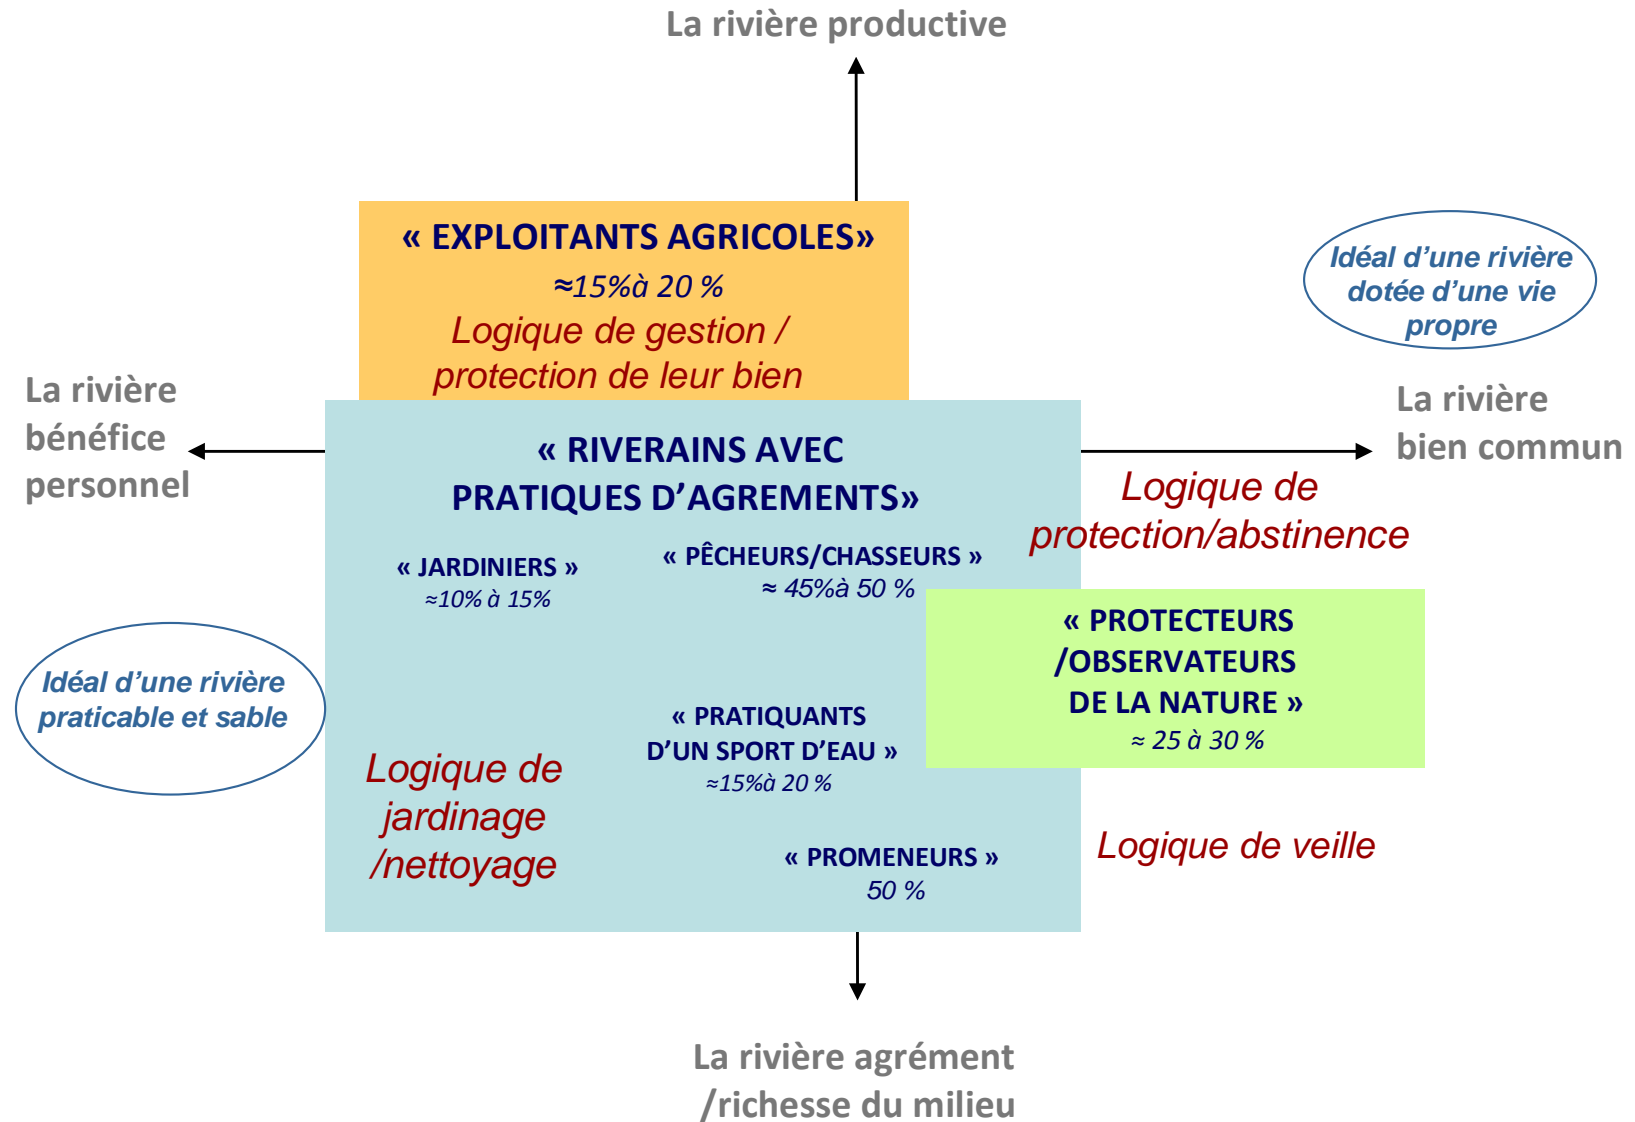 La rivière productive
« EXPLOITANTS AGRICOLES»
≈15%à 20 %
Logique de gestion /
protection de leur bien
Idéal d'une rivière
dotée d'une vie
propre
La rivière
bénéfice
personnel
La rivière
bien commun
« RIVERAINS AVEC
PRATIQUES D'AGREMENTS»
Logique de
protection/abstinence
« JARDINIERS »
≈10% à 15%
« PÊCHEURS/CHASSEURS »
≈ 45%à 50 %
« PROTECTEURS
/OBSERVATEURS
DE LA NATURE »
≈ 25 à 30 %
Idéal d'une rivière
praticable et sable
« PRATIQUANTS
D'UN SPORT D'EAU »
≈15%à 20 %
Logique de
jardinage
/nettoyage
« PROMENEURS »
50 %
Logique de veille
La rivière agrément
/richesse du milieu